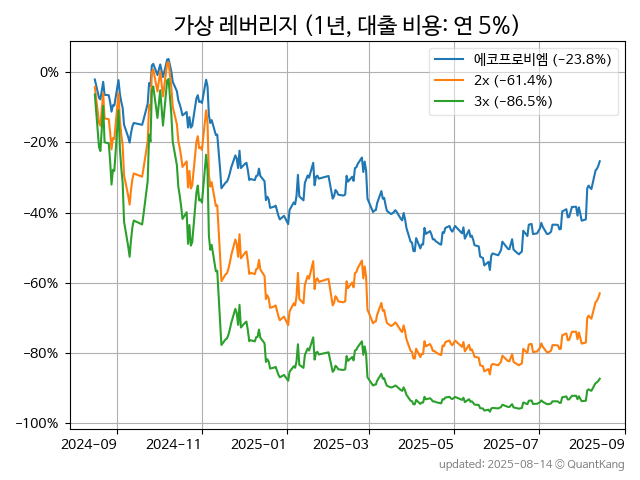 가상 레버리지 (1년, 대출 비용: 연 5%)
에코프로비엠 (−23.8%)
2x (−61.4%)
3x (−86.5%)
0%
−20%
−40%
−60%
−80%
−100%
2024-09 2024-11 2025-01 2025-03 2025-05 2025-07 2025-09
updated: 2025-08-14 © QuantKang